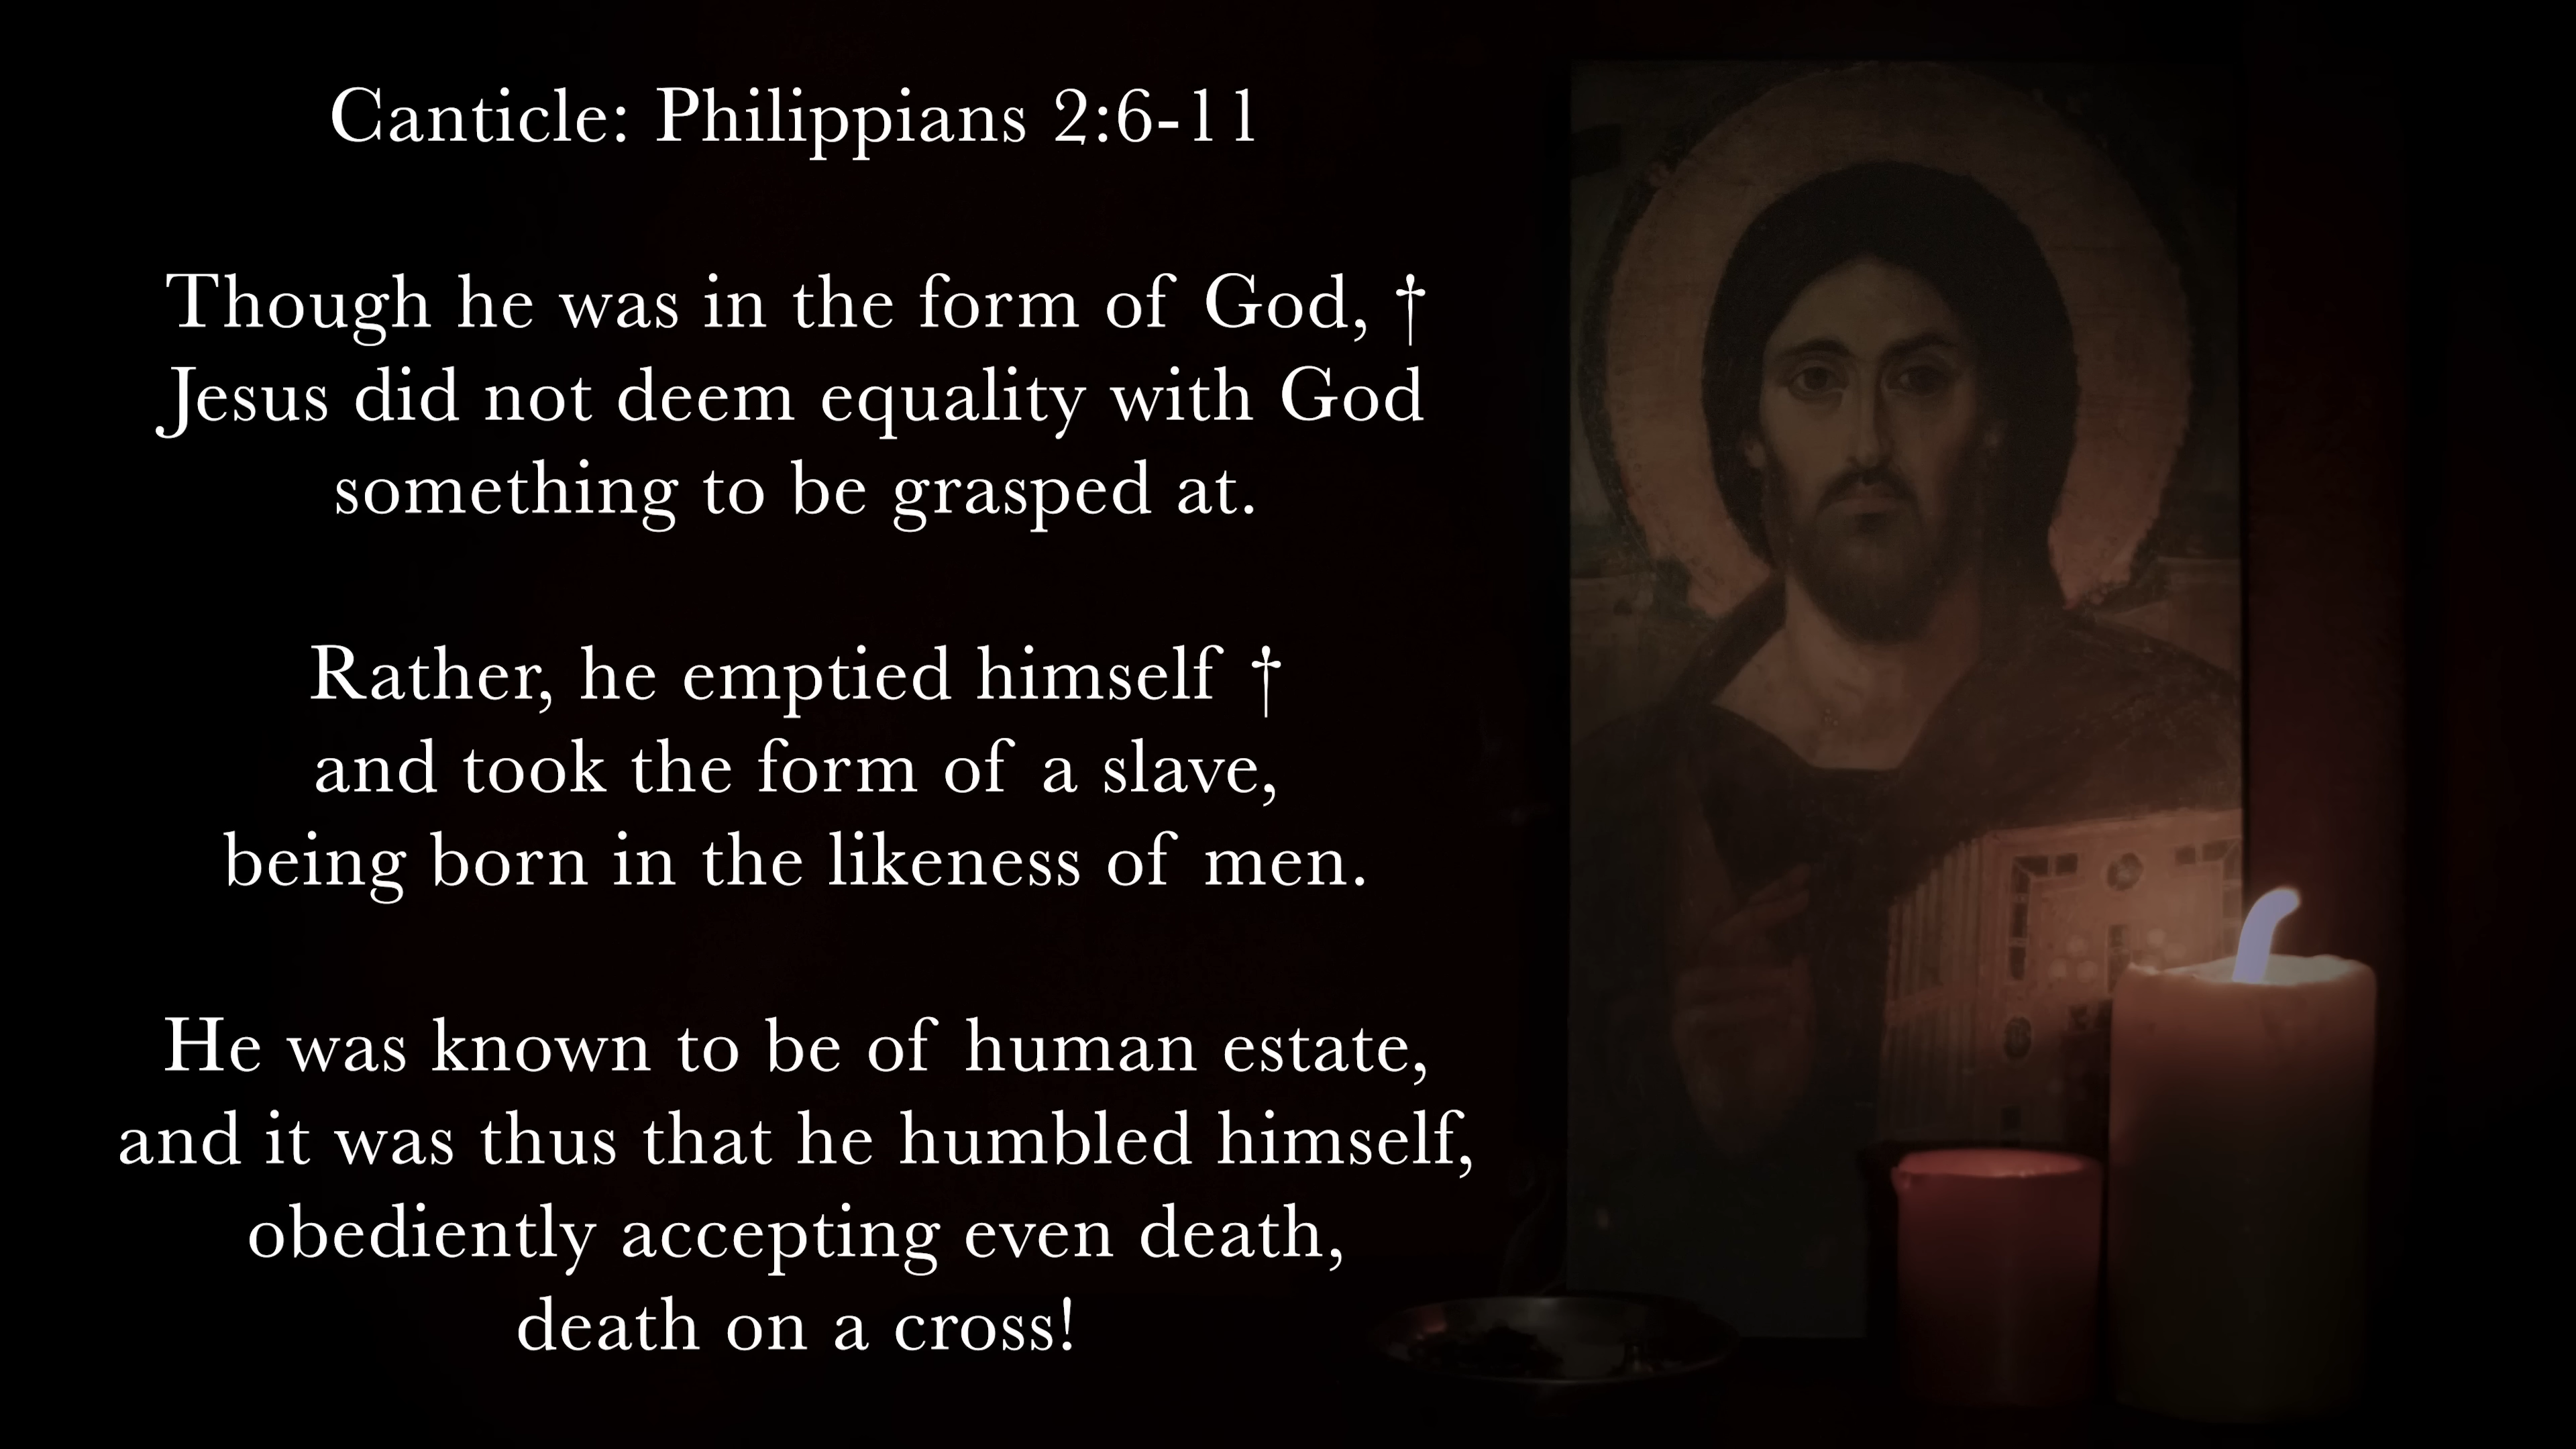 Canticle: Philippians 2:6-11
Though he was in the form of God, †
Jesus did not deem equality with God
something to be grasped at.
Rather, he emptied himself †
and took the form of a slave,
being born in the likeness of men.
He was known to be of human estate,
and it was thus that he humbled himself,
obediently accepting even death,
death on a cross!